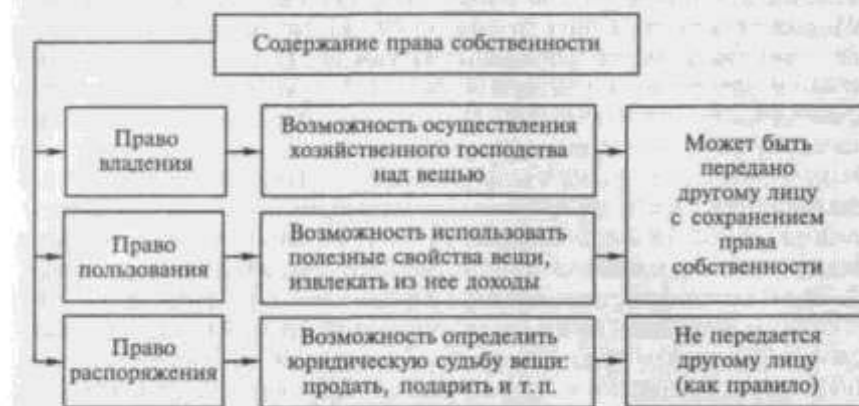 Содержание права собственности
Право
владения
Возможность осуществления
хозяйственного господства
над вещью
Может быть
передано
другому лицу
с сохранением
права
собственности
Право
пользования
Возможность использовать
полезные свойства вещи,
извлекать из нее доходы
Право
распоряжения
Возможность определить
юридическую судьбу вещи:
продать, подарить и т. п.
Не передается
другому лицу
(как правило)